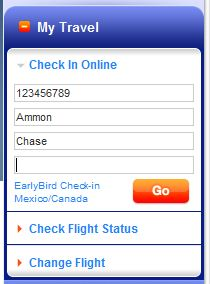 My Travel
Check In Online
123456789
Ammon
Chase
EarlyBird Check-in
Mexico/Canada
Go
Check Flight Status
Change Flight